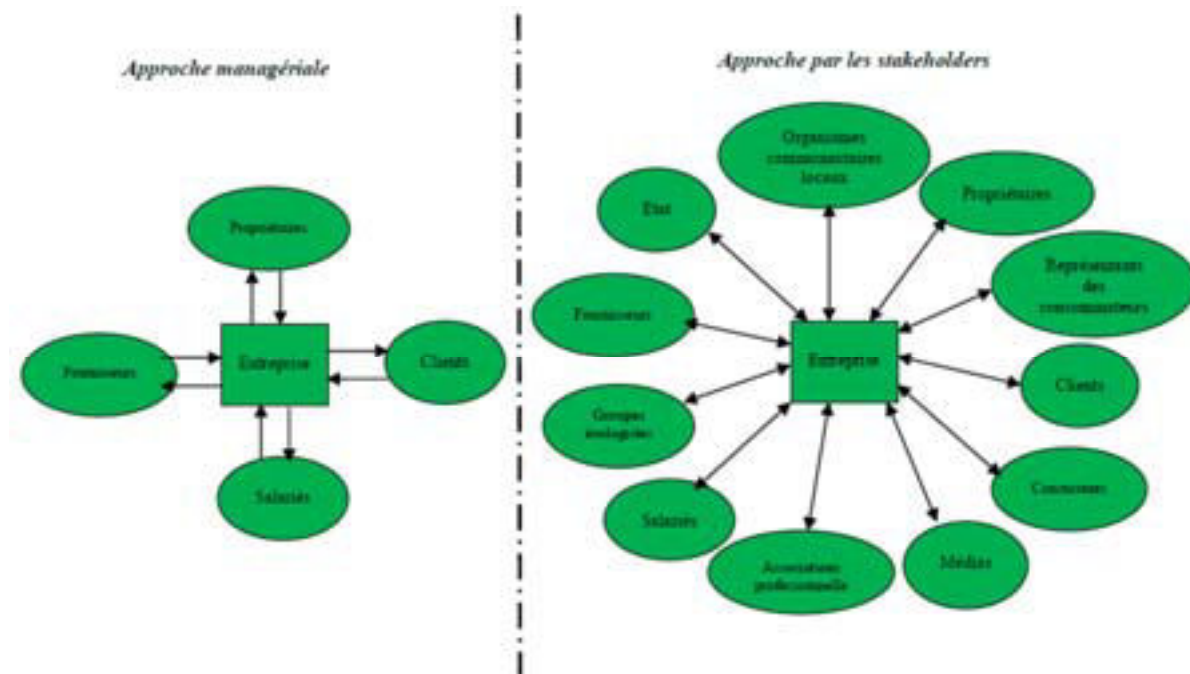 Approche managériale
Propriétaires
Fournisseurs
Entreprise
Clients
Salariés
Approche par les stakeholders
Organismes
communautaires
locaux
Etat
Propriétaires
Représentants
des
consommateurs
Fournisseurs
Entreprise
Clients
Groupes
écologistes
Salariés
Concurrents
Associations
professionnelle
Médias